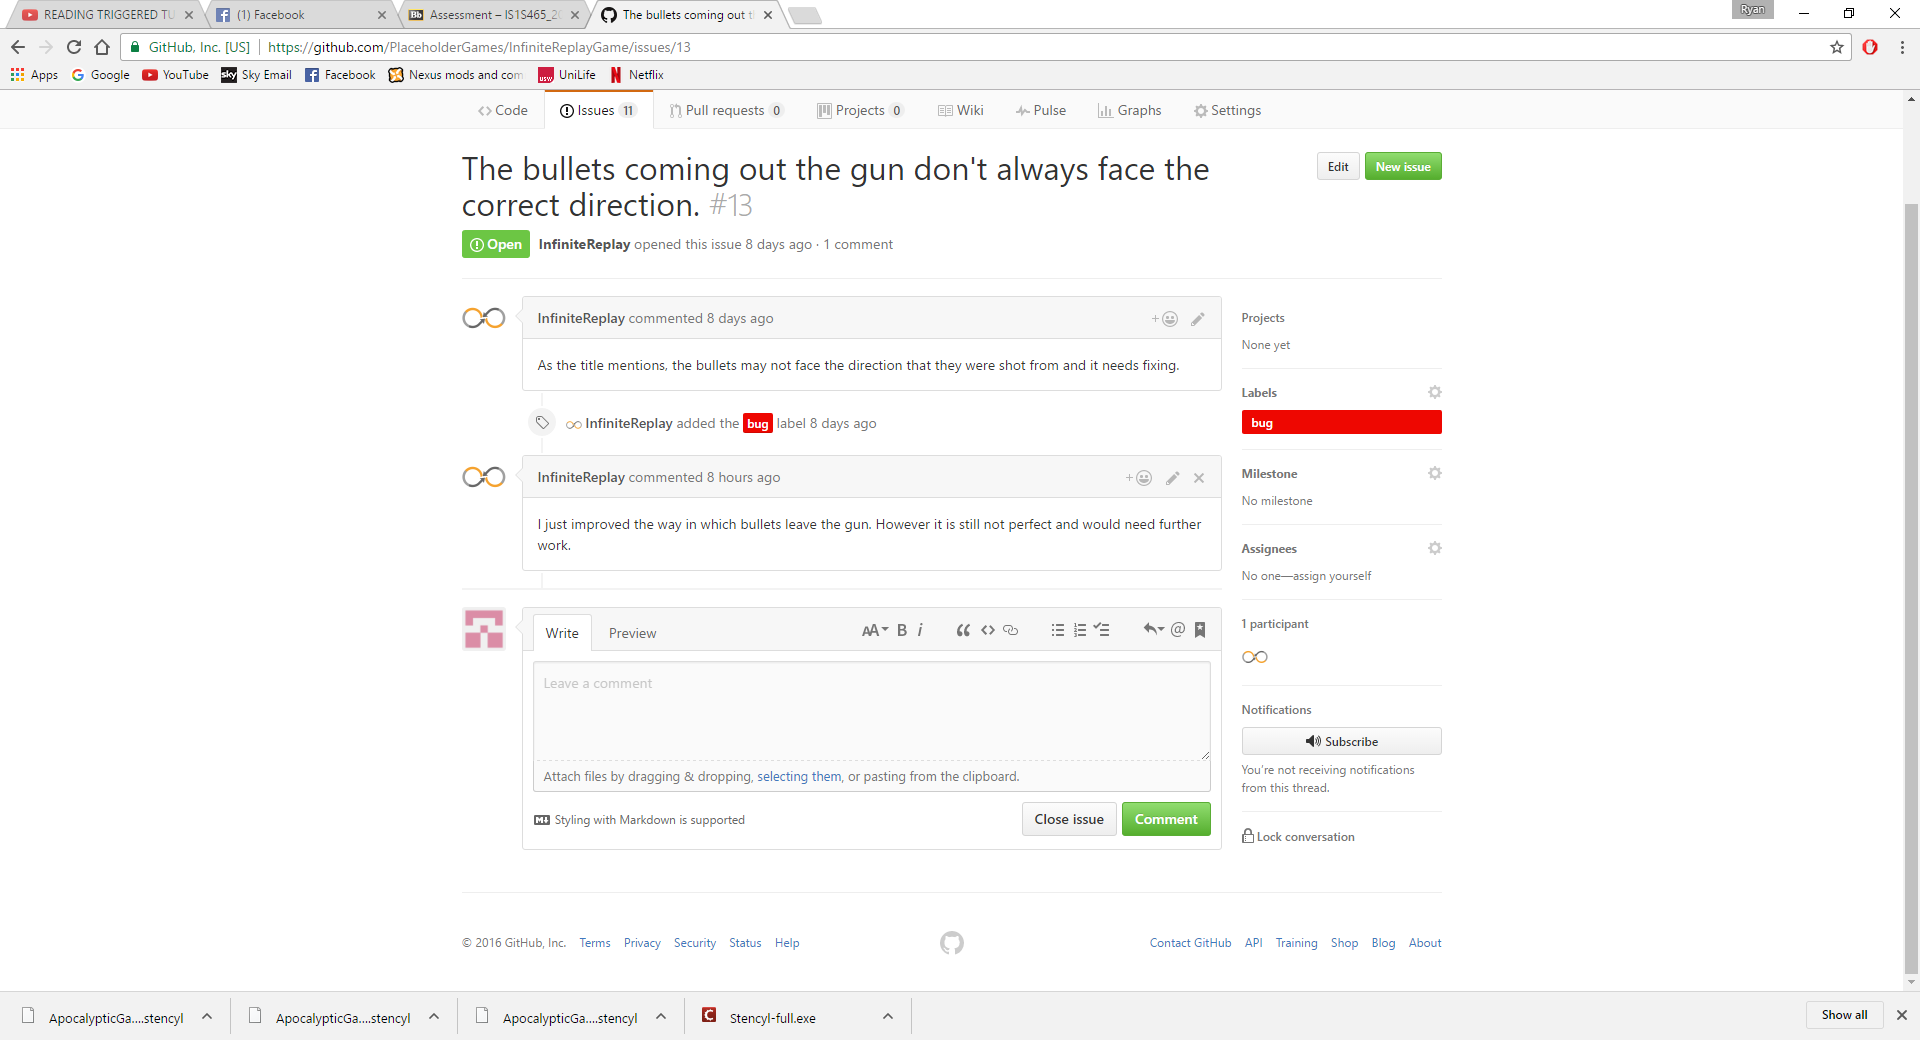 READING TRIGGERED TU
(1) Facebook
Assessment – IS1S465_20
The bullets coming out t
Ryan
GitHub, Inc. [US]
https://github.com/PlaceholderGames/InfiniteReplayGame/issues/13
Apps Google YouTube Sky Email Facebook Nexus mods and com UniLife Netflix
Code Issues 11 Pull requests 0 Projects 0 Wiki Pulse Graphs Settings
The bullets coming out the gun don't always face the
correct direction. #13
Edit New issue
Open InfiniteReplay opened this issue 8 days ago · 1 comment
InfiniteReplay commented 8 days ago
As the title mentions, the bullets may not face the direction that they were shot from and it needs fixing.
InfiniteReplay added the bug label 8 days ago
InfiniteReplay commented 8 hours ago
I just improved the way in which bullets leave the gun. However it is still not perfect and would need further
work.
Write Preview
Leave a comment
Attach files by dragging & dropping, selecting them, or pasting from the clipboard.
Styling with Markdown is supported
Close issue Comment
Projects
None yet
Labels
bug
Milestone
No milestone
Assignees
No one—assign yourself
1 participant
Notifications
Subscribe
You're not receiving notifications
from this thread.
Lock conversation
© 2016 GitHub, Inc. Terms Privacy Security Status Help
Contact GitHub API Training Shop Blog About
ApocalypticGa....stencyl
ApocalypticGa....stencyl
ApocalypticGa....stencyl
Stencyl-full.exe
Show all